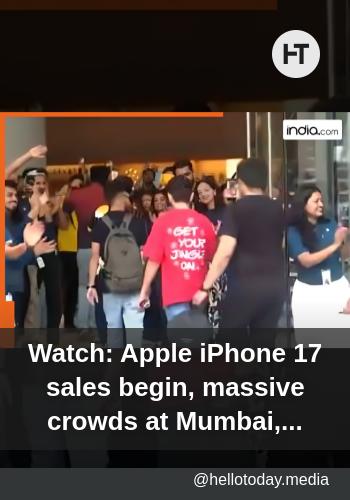 HT
india.com
GET
YOUR
JINGLE
ON
Watch: Apple iPhone 17
sales begin, massive
crowds at Mumbai,...
@hellotoday.media